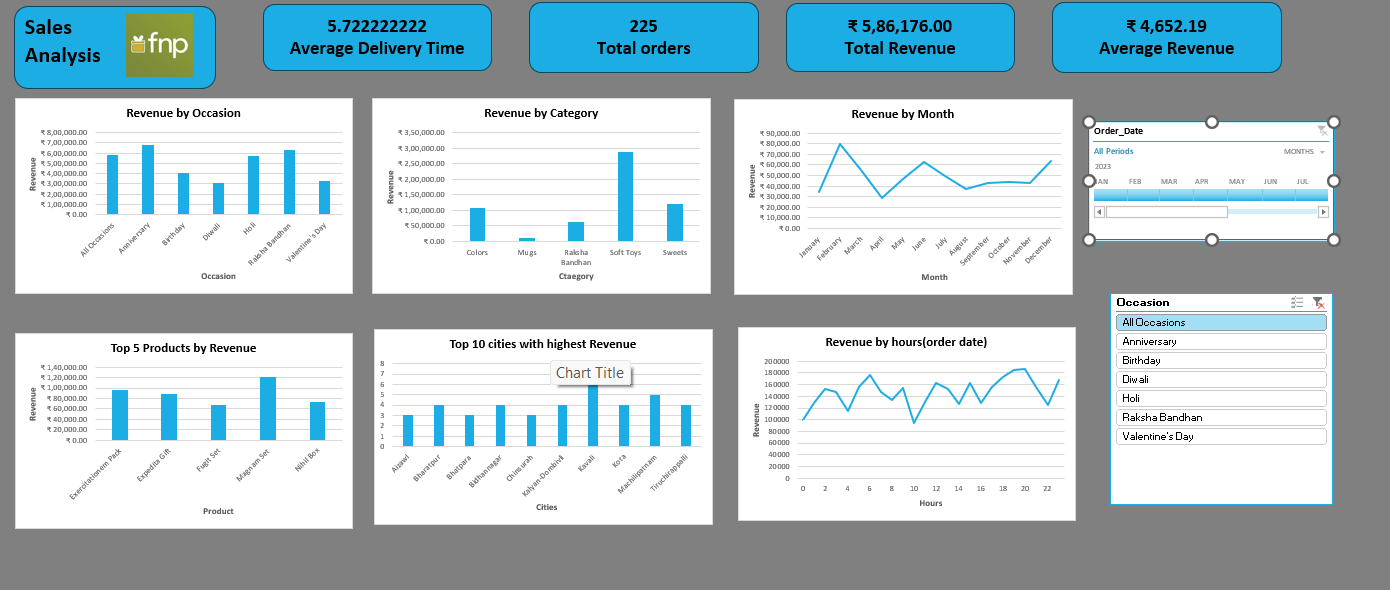 Sales
Analysis
fnp
5.722222222
Average Delivery Time
225
Total orders
₹ 5,86,176.00
Total Revenue
₹ 4,652.19
Average Revenue
Revenue by Occasion
₹ 8,00,000.00
₹ 7,00,000.00
₹ 6,00,000.00
₹ 5,00,000.00
₹ 4,00,000.00
₹ 3,00,000.00
₹ 2,00,000.00
₹ 1,00,000.00
₹ 0.00
Revenue
All Occasions
Anniversary
Birthday
Diwali
Holi
Raksha Bandhan
Valentine's Day
Occasion
Revenue by Category
₹ 3,50,000.00
₹ 3,00,000.00
₹ 2,50,000.00
₹ 2,00,000.00
₹ 1,50,000.00
₹ 1,00,000.00
₹ 50,000.00
₹ 0.00
Revenue
Colors
Mugs
Raksha
Bandhan
Soft Toys
Sweets
Ctaegory
Revenue by Month
₹ 90,000.00
₹ 80,000.00
₹ 70,000.00
₹ 60,000.00
₹ 50,000.00
₹ 40,000.00
₹ 30,000.00
₹ 20,000.00
₹ 10,000.00
₹ 0.00
Revenue
January
February
March
April
May
June
July
August
September
October
November
December
Month
Order_Date
All Periods
MONTHS
2023
JAN FEB MAR APR MAY JUN JUL
Occasion
All Occasions
Anniversary
Birthday
Diwali
Holi
Raksha Bandhan
Valentine's Day
Top 5 Products by Revenue
₹ 1,40,000.00
₹ 1,20,000.00
₹ 1,00,000.00
₹ 80,000.00
₹ 60,000.00
₹ 40,000.00
₹ 20,000.00
₹ 0.00
Revenue
Exercitationem Pack
Expedita Gift
Fugit Set
Magnam Set
Nihil Box
Product
Top 10 cities with highest Revenue
Chart Title
8
7
6
5
4
3
2
1
0
Aizawl
Bharatpur
Bhatpara
Bidhannagar
Chinsurah
Kalyan-Dombivli
Kavali
Kota
Machilipatnam
Tiruchirappalli
Cities
Revenue by hours(order date)
200000
180000
160000
140000
120000
100000
80000
60000
40000
20000
0
Revenue
0 2 4 6 8 10 12 14 16 18 20 22
Hours